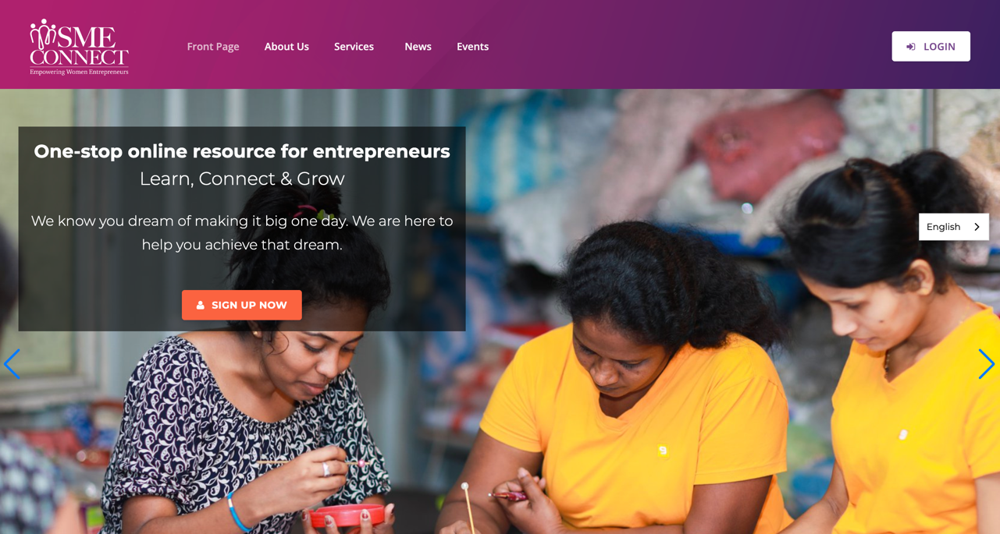 SME
CONNECT
Empowering Women Entrepreneurs
Front Page
About Us
Services
News
Events
LOGIN
One-stop online resource for entrepreneurs
Learn, Connect & Grow
We know you dream of making it big one day. We are here to
help you achieve that dream.
SIGN UP NOW
English